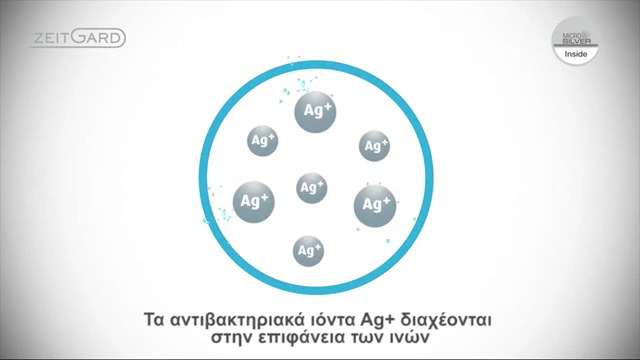 ZEITGARD
MICRO
SILVER
Inside
Ag+
Ag+
Ag+
Ag+
Ag+
Ag+
Ag+
Τα αντιβακτηριακά ιόντα Ag+ διαχέονται
στην επιφάνεια των ινών